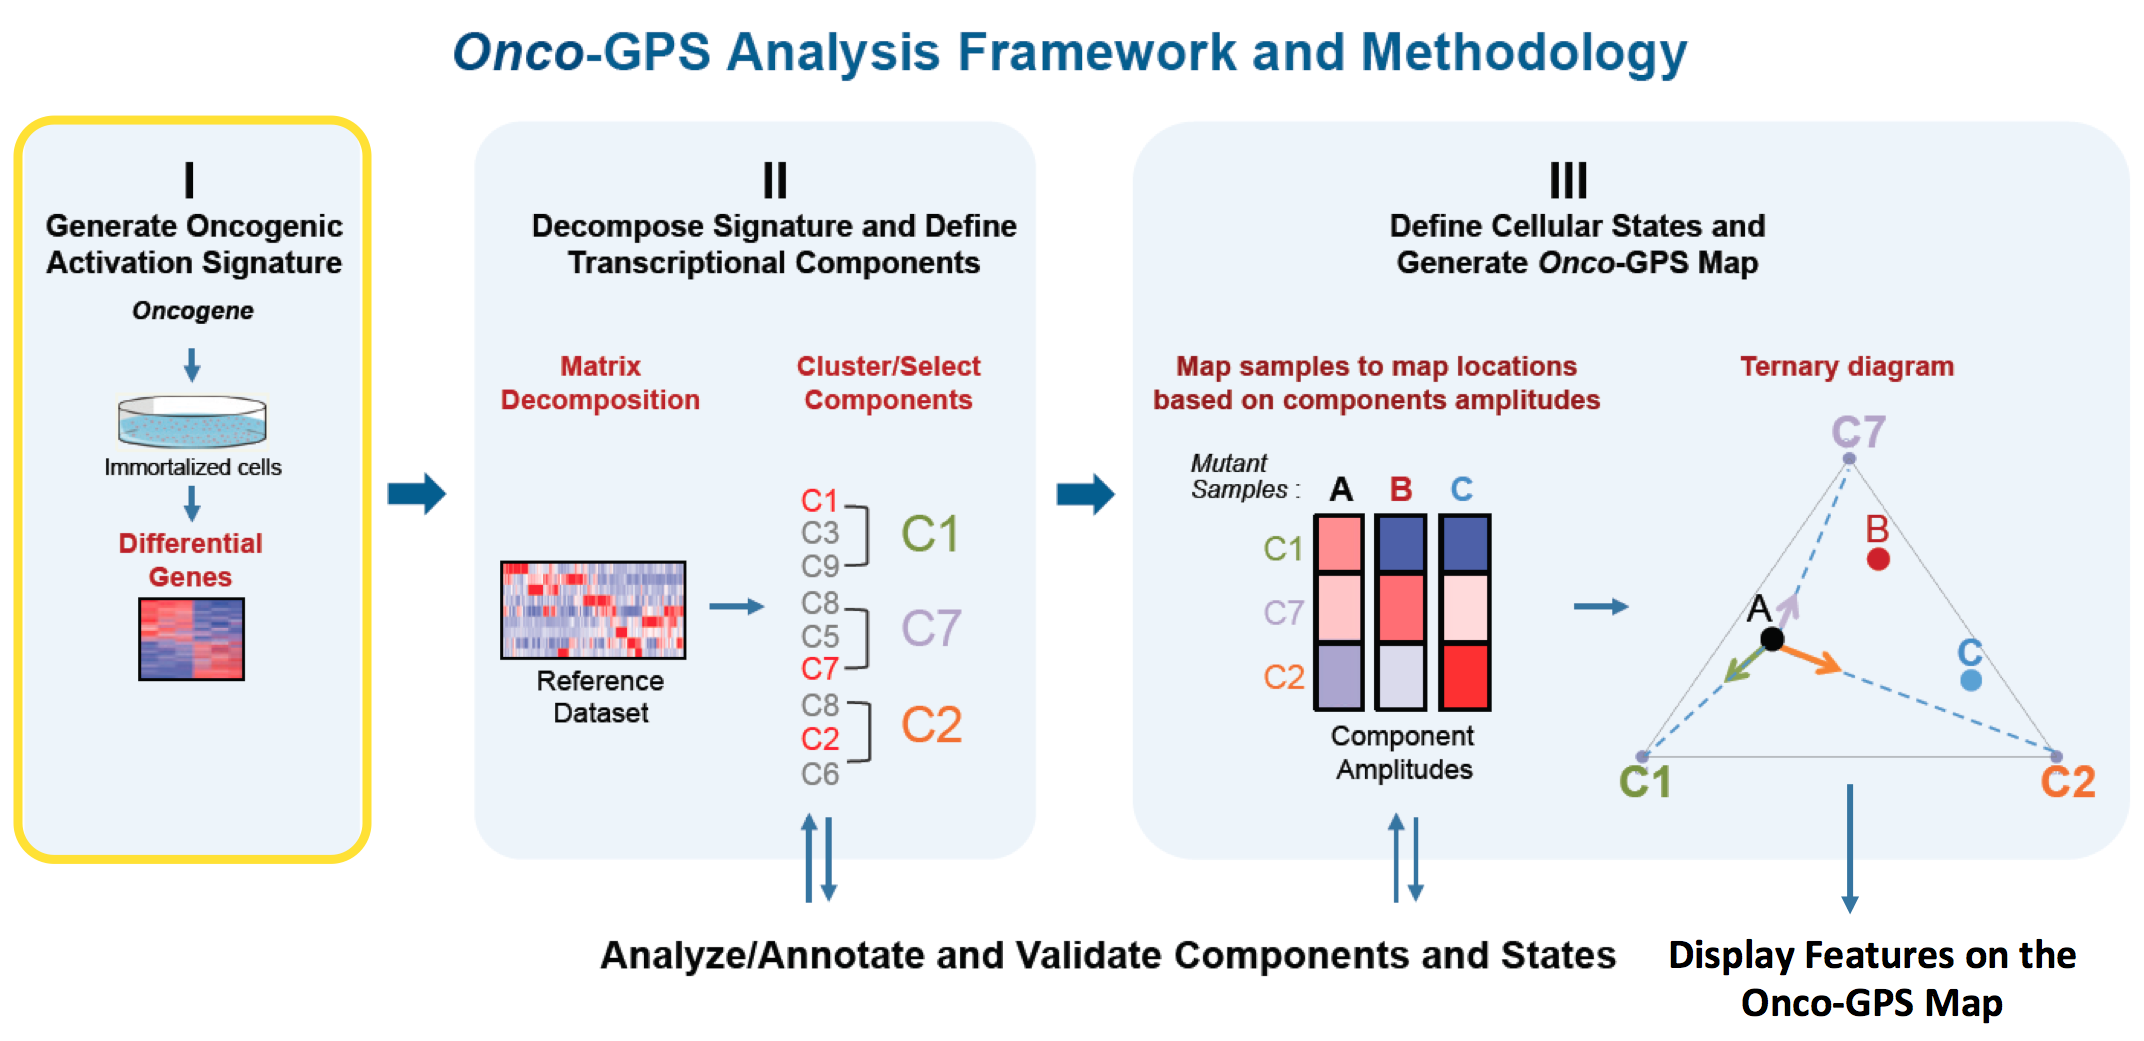 Onco-GPS Analysis Framework and Methodology
I
Generate Oncogenic
Activation Signature
Oncogene
Immortalized cells
Differential
Genes
II
Decompose Signature and Define
Transcriptional Components
Matrix
Decomposition
Reference
Dataset
Cluster/Select
Components
C1
C3
C9
C1
C8
C5
C7
C7
C8
C2
C6
C2
III
Define Cellular States and
Generate Onco-GPS Map
Map samples to map locations
based on components amplitudes
Mutant
Samples :
A B C
C1
C7
C2
Component
Amplitudes
Ternary diagram
C7
B
A
C
C1
C2
Analyze/Annotate and Validate Components and States
Display Features on the
Onco-GPS Map